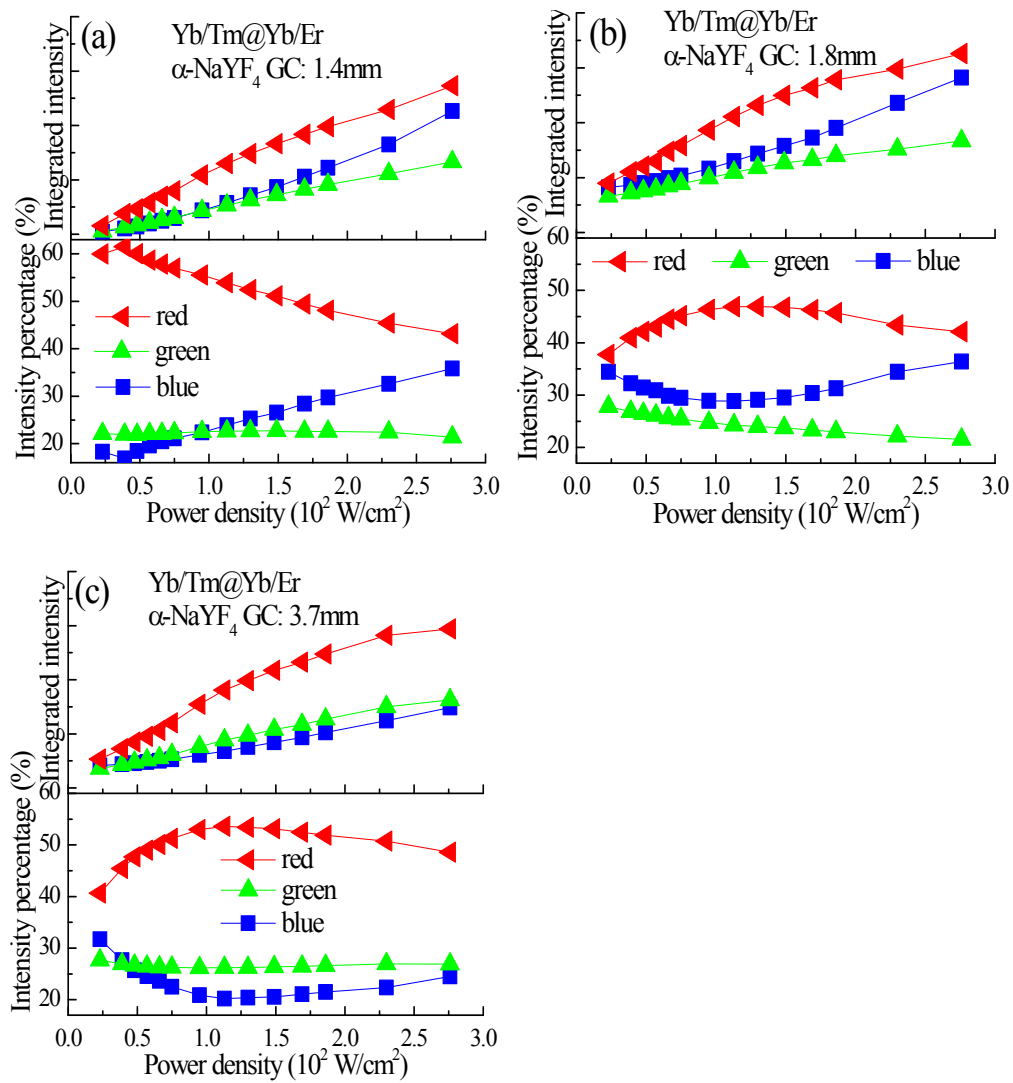 (a)
Yb/Tm@Yb/Er
α-NaYF₄ GC: 1.4mm
Integrated intensity
Intensity percentage (%)
60
50
40
30
20
red
green
blue
0.0 0.5 1.0 1.5 2.0 2.5 3.0
Power density (10² W/cm²)
(b)
Yb/Tm@Yb/Er
α-NaYF₄ GC: 1.8mm
Integrated intensity
Intensity percentage (%)
60
50
40
30
20
red green blue
0.0 0.5 1.0 1.5 2.0 2.5 3.0
Power density (10² W/cm²)
(c)
Yb/Tm@Yb/Er
α-NaYF₄ GC: 3.7mm
Integrated intensity
Intensity percentage (%)
60
50
40
30
20
red
green
blue
0.0 0.5 1.0 1.5 2.0 2.5 3.0
Power density (10² W/cm²)